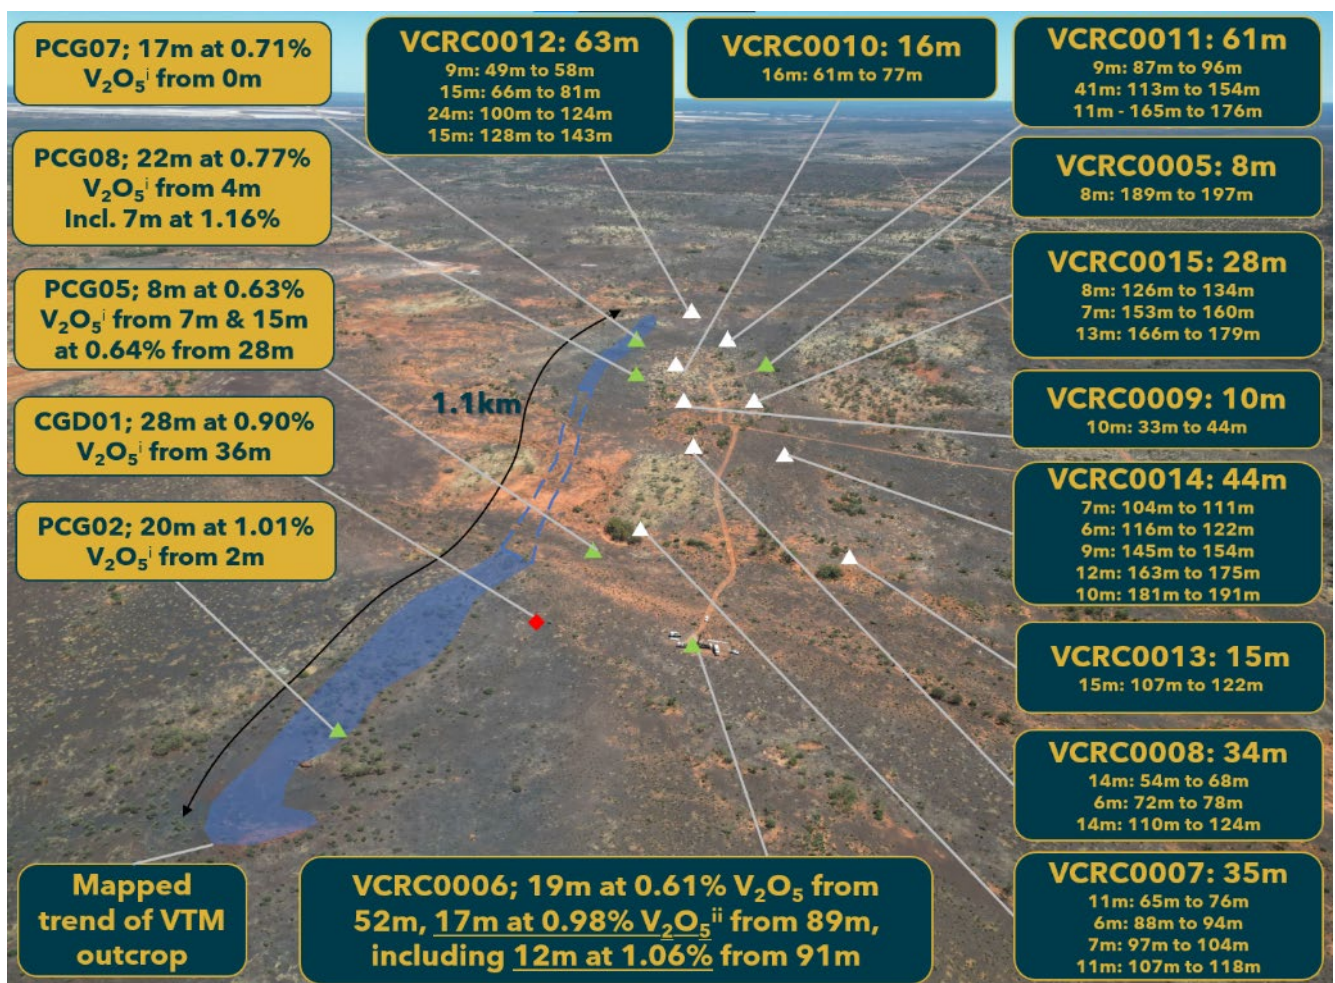 PCG07; 17m at 0.71%
V₂O₅ⁱ from 0m
PCG08; 22m at 0.77%
V₂O₅ⁱ from 4m
Incl. 7m at 1.16%
PCG05; 8m at 0.63%
V₂O₅ⁱ from 7m & 15m
at 0.64% from 28m
CGD01; 28m at 0.90%
V₂O₅ⁱ from 36m
PCG02; 20m at 1.01%
V₂O₅ⁱ from 2m
Mapped
trend of VTM
outcrop
1.1km
VCRC0012: 63m
9m: 49m to 58m
15m: 66m to 81m
24m: 100m to 124m
15m: 128m to 143m
VCRC0010: 16m
16m: 61m to 77m
VCRC0011: 61m
9m: 87m to 96m
41m: 113m to 154m
11m - 165m to 176m
VCRC0005: 8m
8m: 189m to 197m
VCRC0015: 28m
8m: 126m to 134m
7m: 153m to 160m
13m: 166m to 179m
VCRC0009: 10m
10m: 33m to 44m
VCRC0014: 44m
7m: 104m to 111m
6m: 116m to 122m
9m: 145m to 154m
12m: 163m to 175m
10m: 181m to 191m
VCRC0013: 15m
15m: 107m to 122m
VCRC0008: 34m
14m: 54m to 68m
6m: 72m to 78m
14m: 110m to 124m
VCRC0007: 35m
11m: 65m to 76m
6m: 88m to 94m
7m: 97m to 104m
11m: 107m to 118m
VCRC0006; 19m at 0.61% V₂O₅ from
52m, 17m at 0.98% V₂O₅ⁱⁱ from 89m,
including 12m at 1.06% from 91m